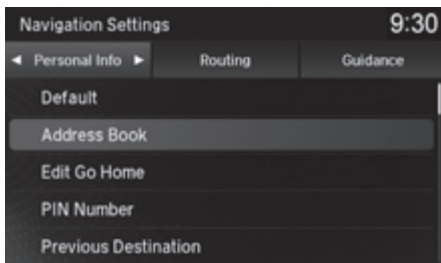 Navigation Settings 9:30
Personal Info Routing Guidance
Default
Address Book
Edit Go Home
PIN Number
Previous Destination